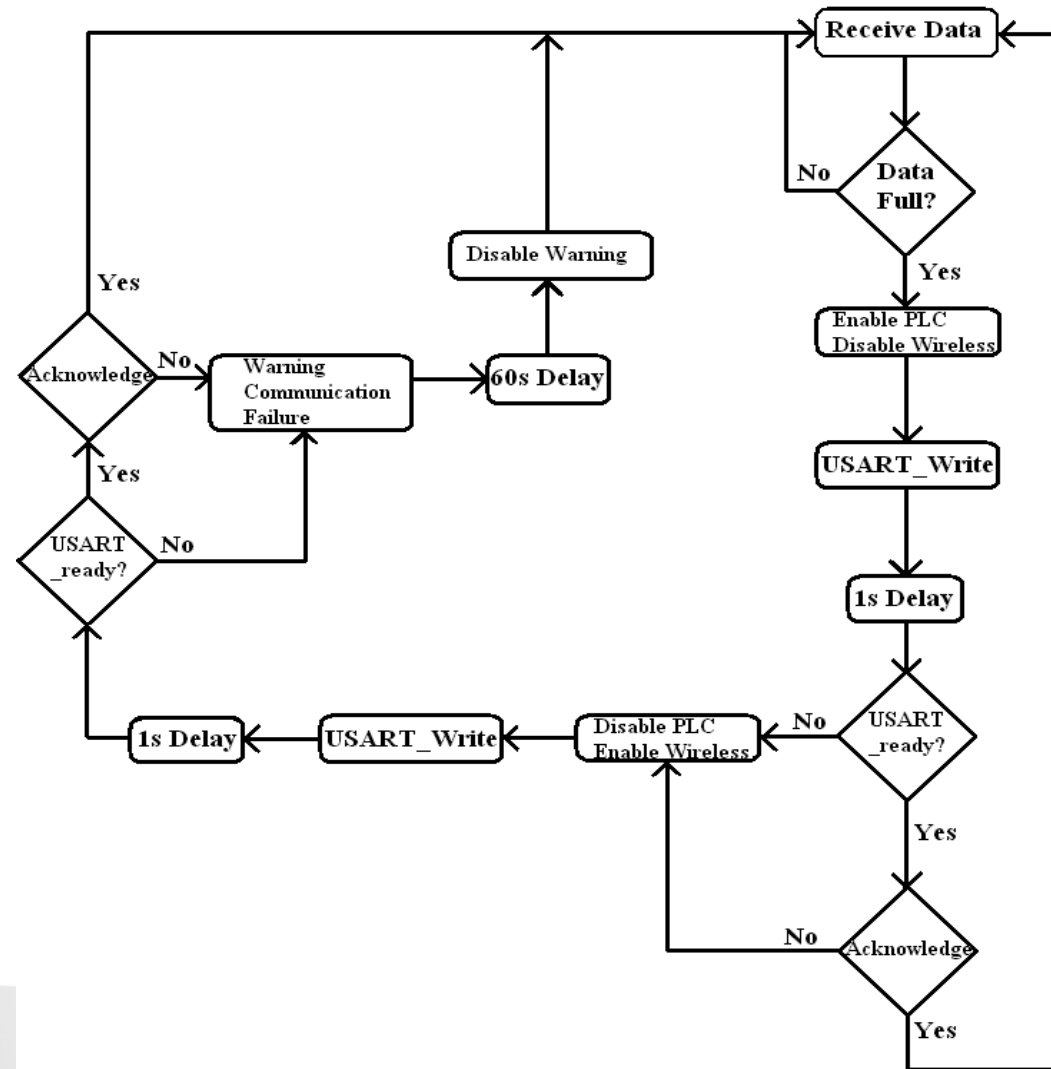 Receive Data
No
Data
Full?
Disable Warning
Yes
Yes
Enable PLC
Disable Wireless
No
Acknowledge
Warning
Communication
Failure
60s Delay
Yes
USART_Write
USART
_ready?
No
1s Delay
1s Delay
USART_Write
Disable PLC
Enable Wireless
No
USART
_ready?
Yes
No
Acknowledge
Yes